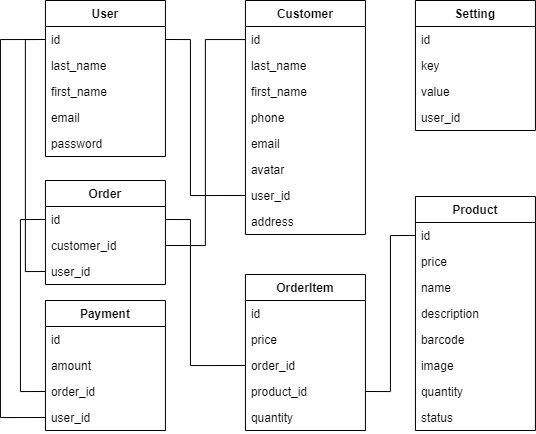 User
id
last_name
first_name
email
password
Customer
id
last_name
first_name
phone
email
avatar
user_id
address
Setting
id
key
value
user_id
Order
id
customer_id
user_id
Payment
id
amount
order_id
user_id
OrderItem
id
price
order_id
product_id
quantity
Product
id
price
name
description
barcode
image
quantity
status